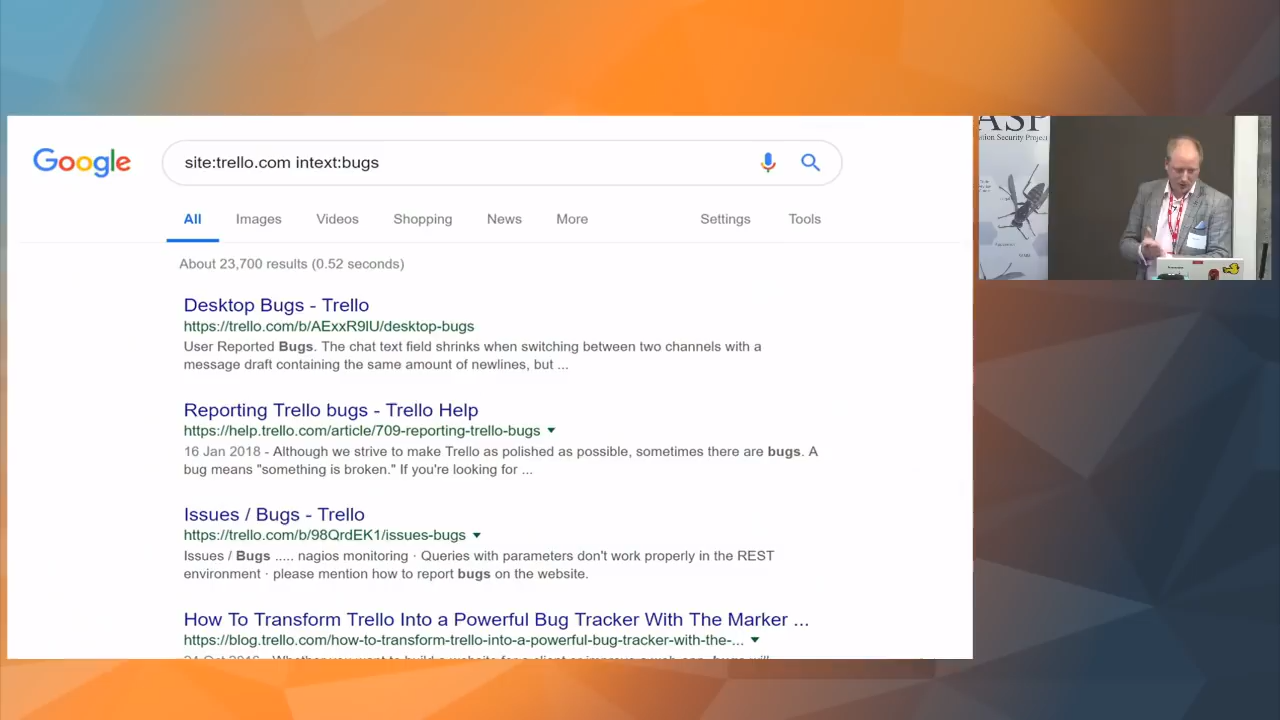 Google
site:trello.com intext:bugs
All Images Videos Shopping News More Settings Tools
About 23,700 results (0.52 seconds)
Desktop Bugs - Trello
https://trello.com/b/AExxR9lU/desktop-bugs
User Reported Bugs. The chat text field shrinks when switching between two channels with a
message draft containing the same amount of newlines, but ...
Reporting Trello bugs - Trello Help
https://help.trello.com/article/709-reporting-trello-bugs
16 Jan 2018 - Although we strive to make Trello as polished as possible, sometimes there are bugs. A
bug means "something is broken." If you're looking for ...
Issues / Bugs - Trello
https://trello.com/b/98QrdEK1/issues-bugs
Issues / Bugs ..... nagios monitoring · Queries with parameters don't work properly in the REST
environment · please mention how to report bugs on the website.
How To Transform Trello Into a Powerful Bug Tracker With The Marker ...
https://blog.trello.com/how-to-transform-trello-into-a-powerful-bug-tracker-with-the-...
ASP
Security Project